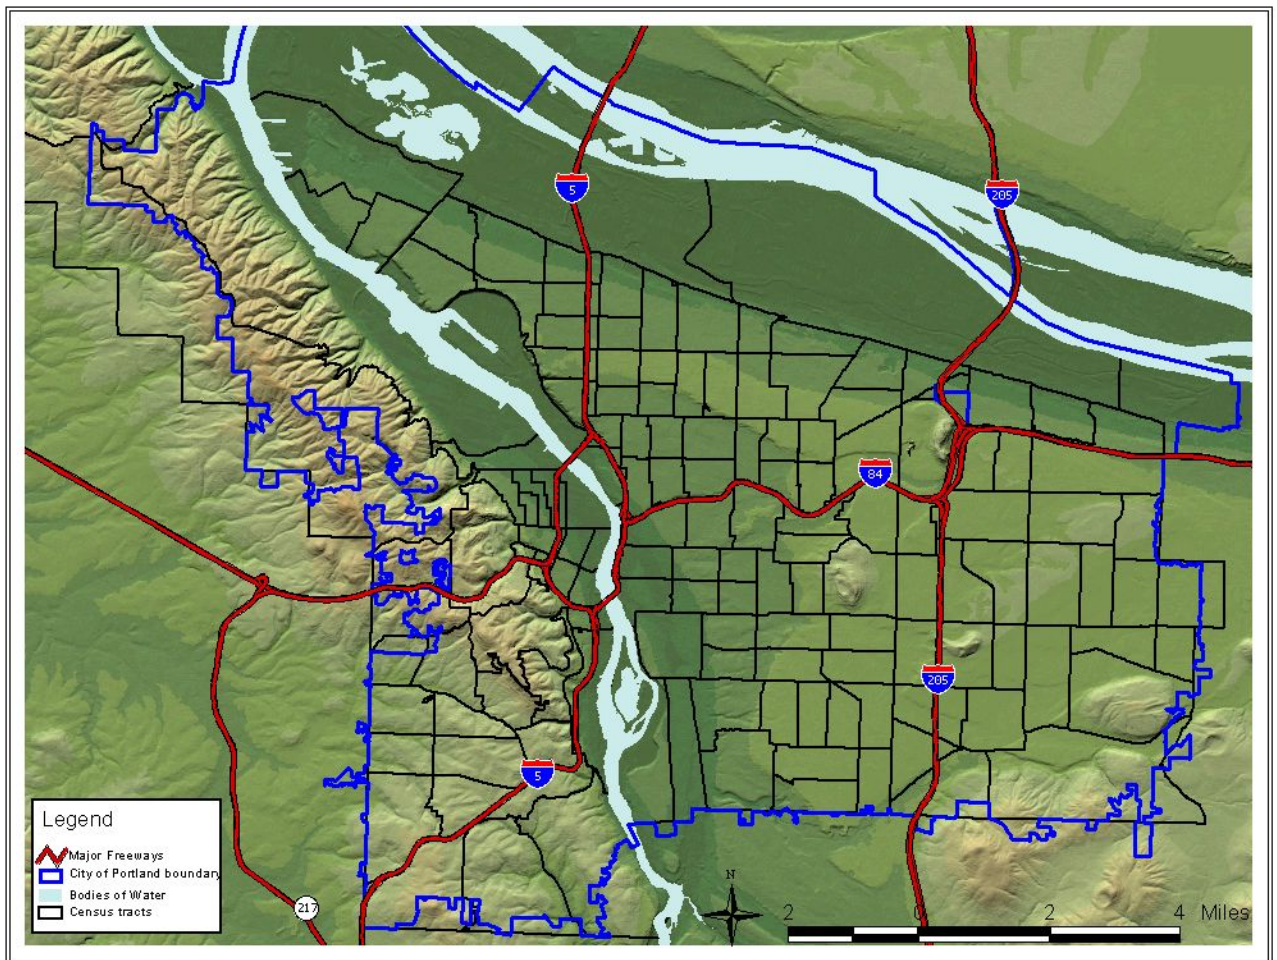 5
205
84
205
5
Legend
Major Freeways
City of Portland boundary
Bodies of Water
Census tracts
217
N
2 0 2 4 Miles